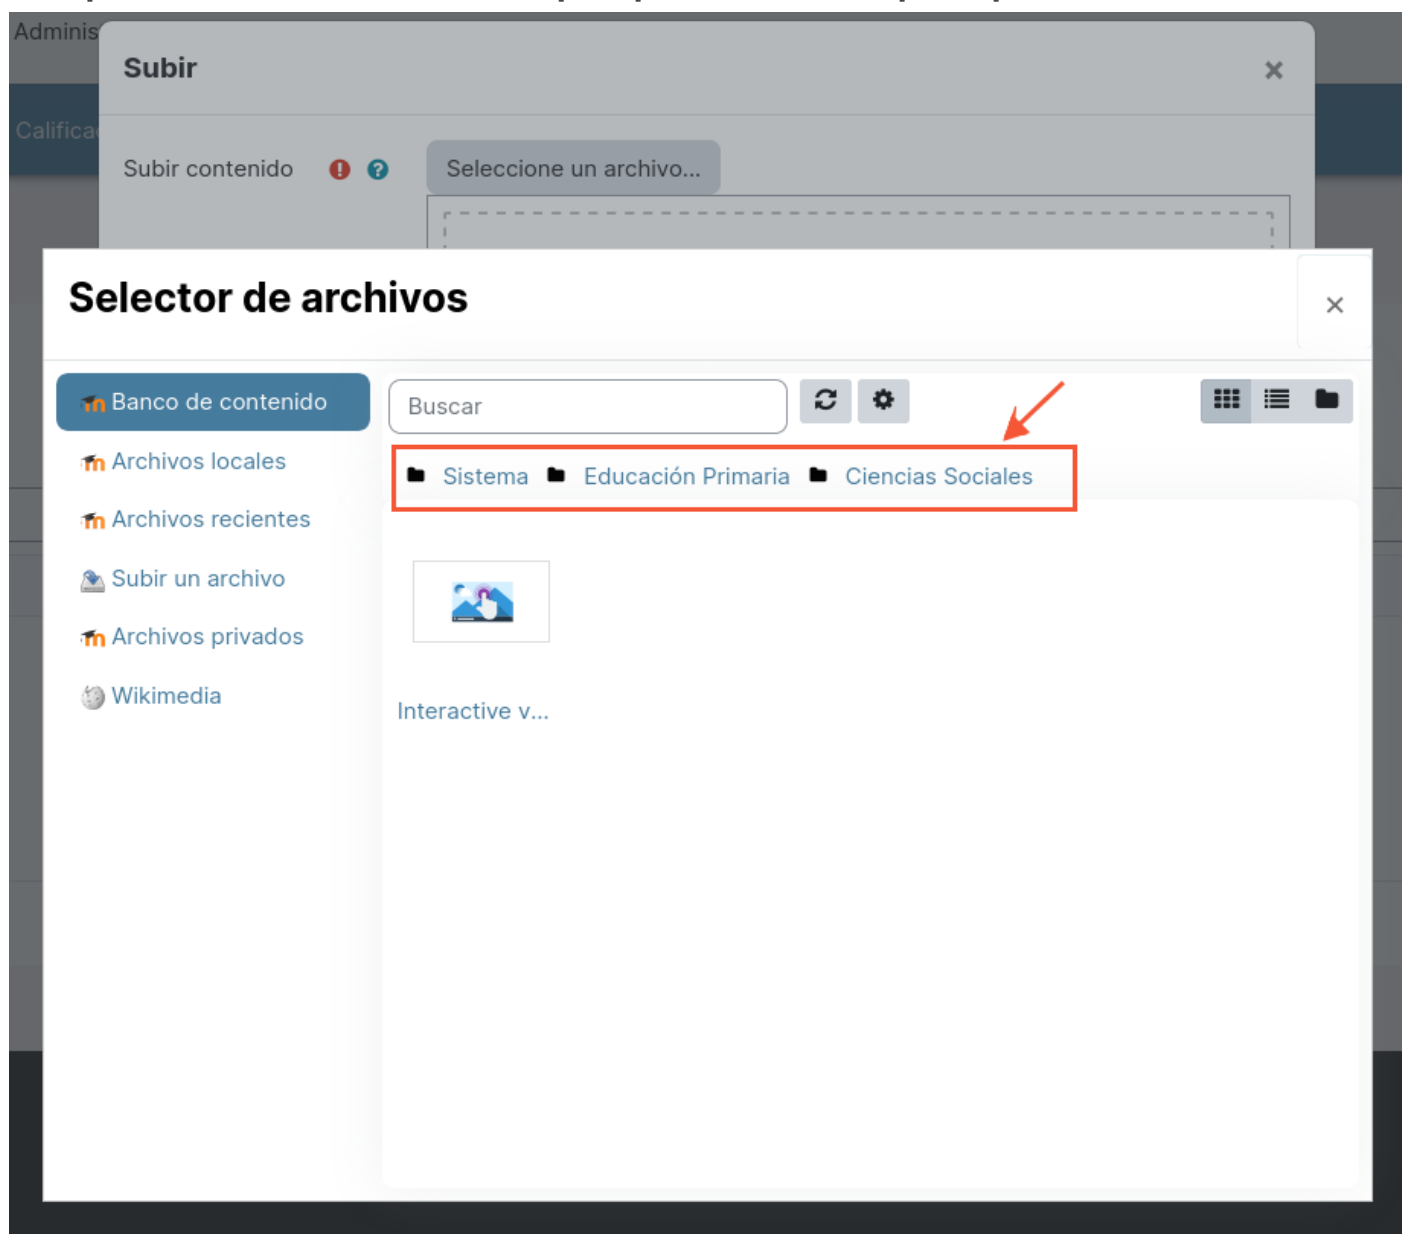 Adminis
Subir
Califica
Subir contenido
Seleccione un archivo...
Selector de archivos
Banco de contenido
Buscar
Archivos locales
Sistema Educación Primaria Ciencias Sociales
Archivos recientes
Subir un archivo
Archivos privados
Wikimedia
Interactive v...